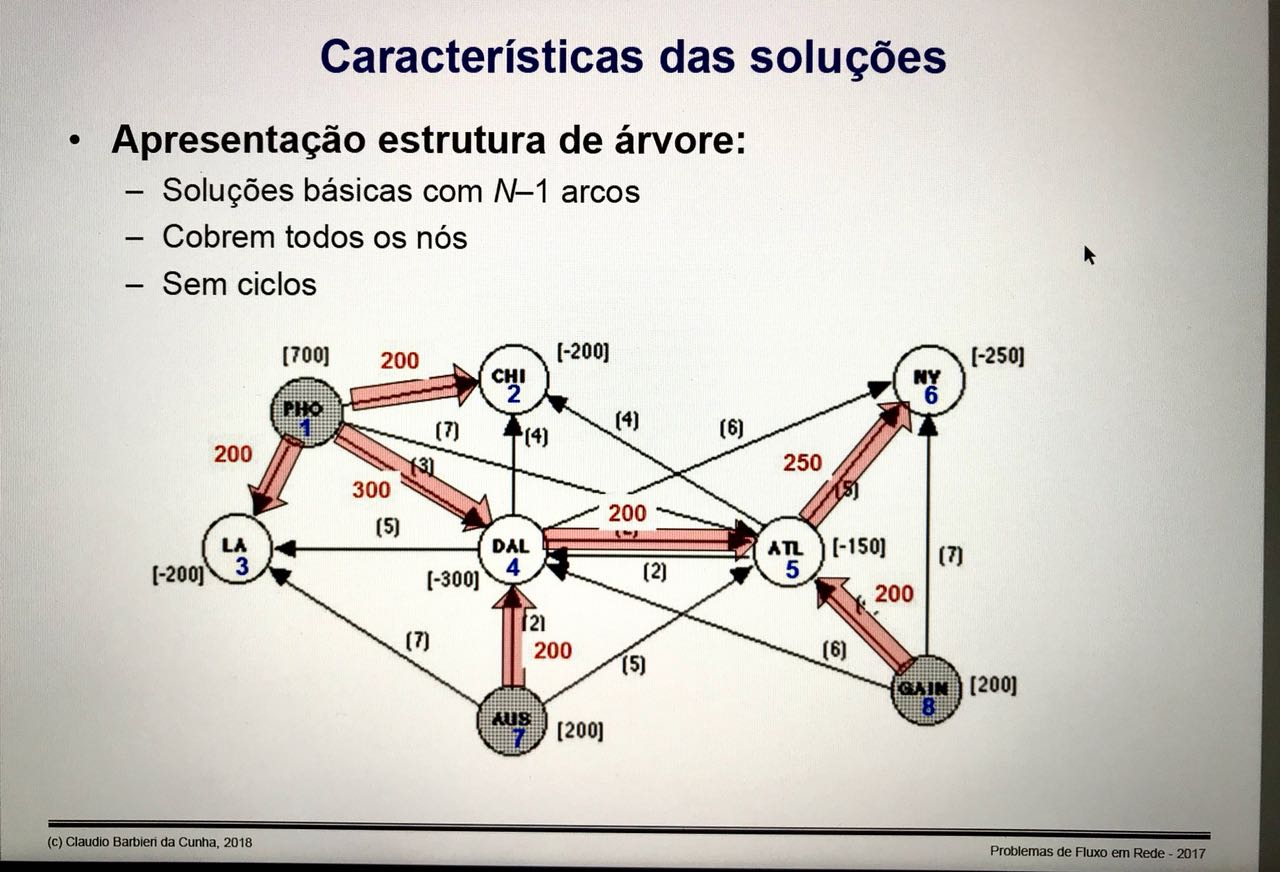 Características das soluções
• Apresentação estrutura de árvore:
– Soluções básicas com N–1 arcos
– Cobrem todos os nós
– Sem ciclos
[700]
200
CHI
2
[-200]
NY
6
[-250]
PHO
1
200
(7)
(4)
(4)
(6)
(3)
300
250
(5)
(5)
200
LA
3
[-200]
DAL
4
[-300]
(2)
ATL
5
[-150]
(7)
(7)
(2)
200
(5)
(6)
200
AUS
7
[200]
GAIN
8
[200]
(c) Claudio Barbieri da Cunha, 2018
Problemas de Fluxo em Rede - 2017